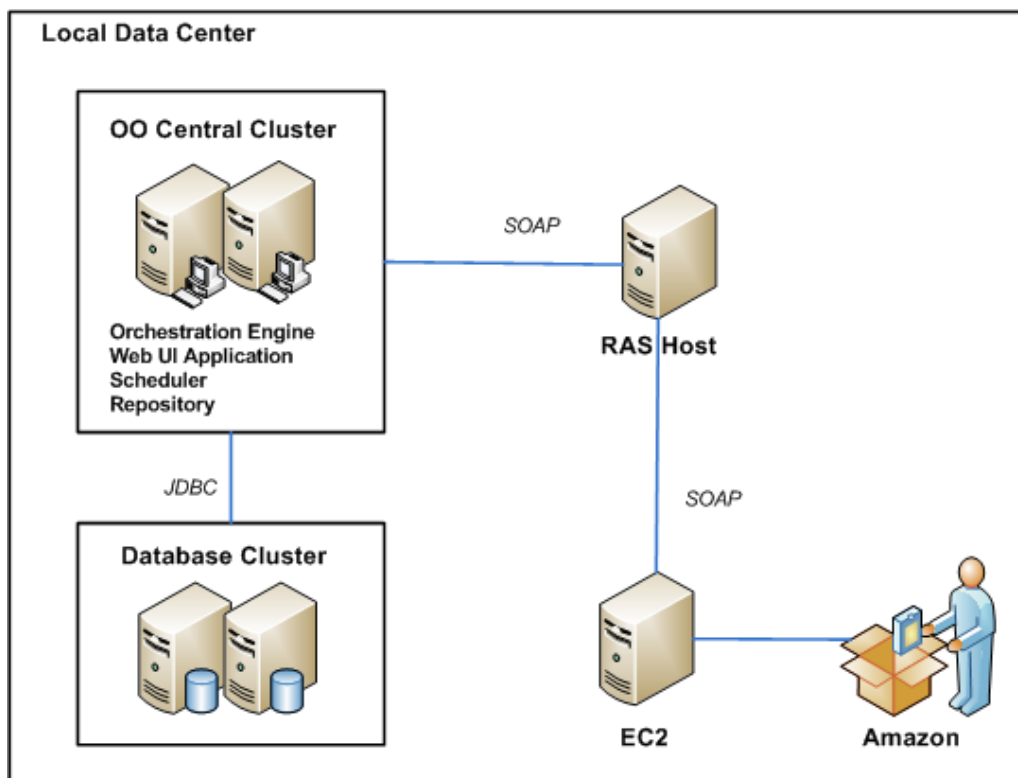 Local Data Center
OO Central Cluster
Orchestration Engine
Web UI Application
Scheduler
Repository
SOAP
RAS Host
JDBC
SOAP
Database Cluster
EC2
Amazon